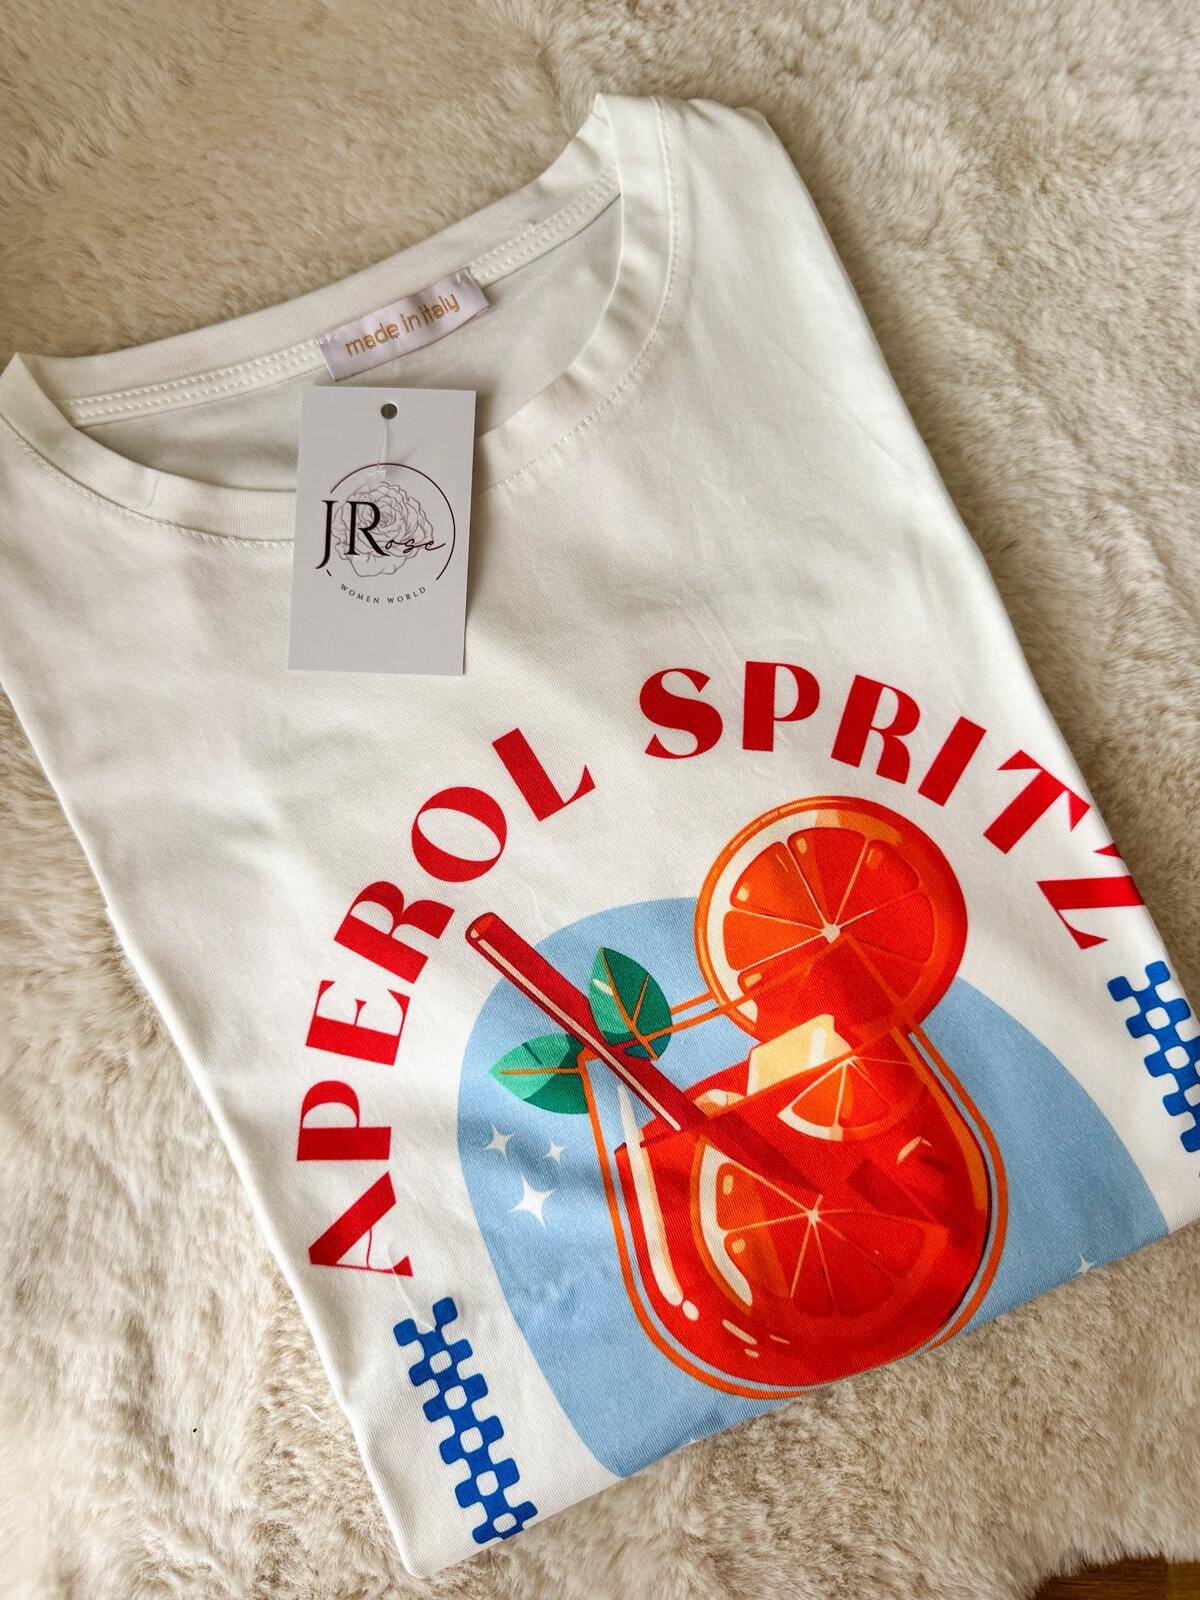 made in italy
JRose
WOMEN WORLD
APEROL SPRITZ